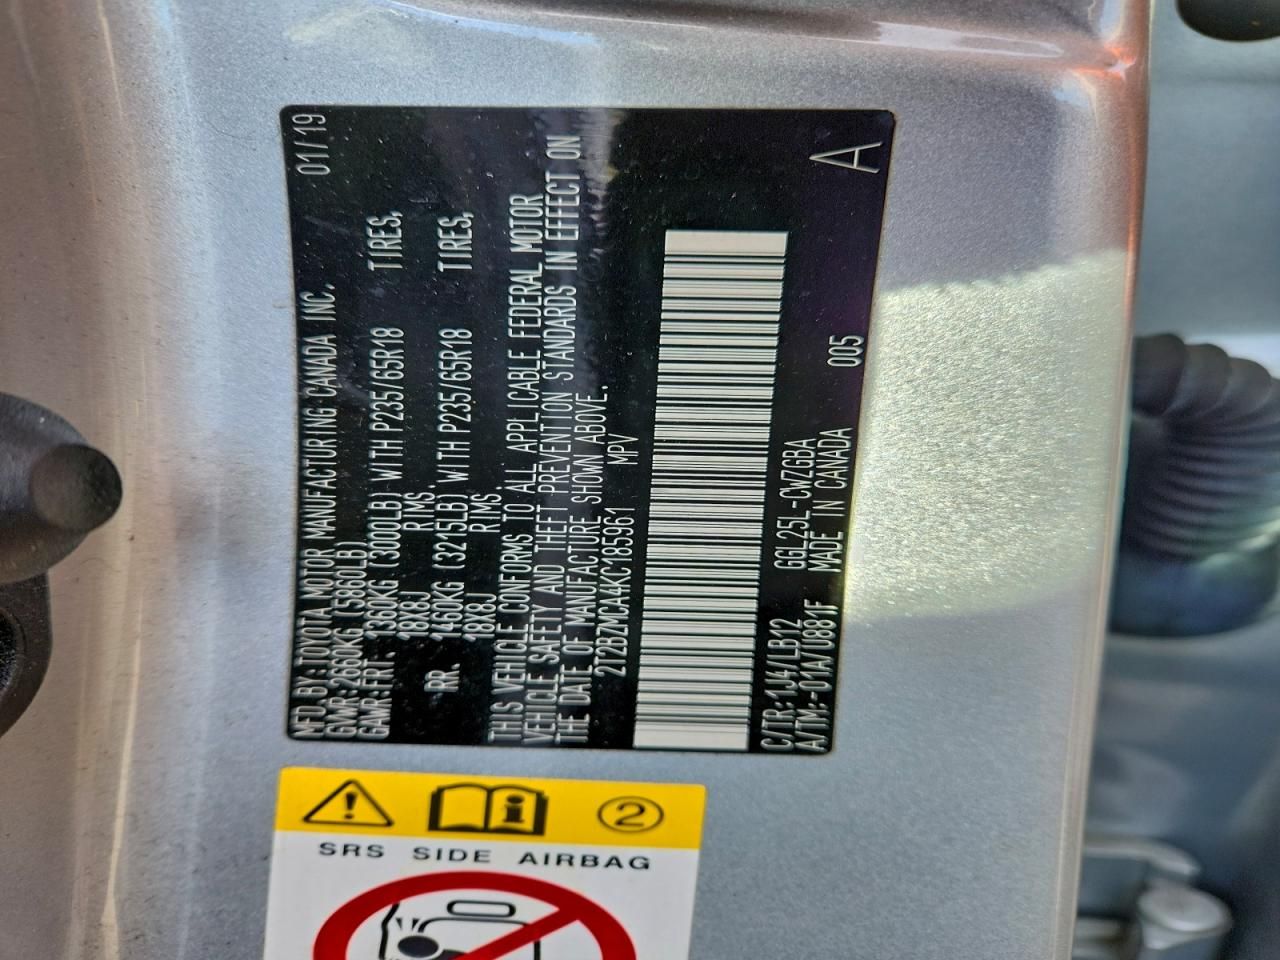 MFD BY:TOYOTA MOTOR MANUFACTURING CANADA INC. 01/19
GVWR:2660KG (5860LB)
GAWR:FRT. 1360KG (3000LB) WITH P235/65R18 TIRES,
18X8J RIMS.
RR. 1460KG (3215LB) WITH P235/65R18 TIRES,
18X8J RIMS.
THIS VEHICLE CONFORMS TO ALL APPLICABLE FEDERAL MOTOR
VEHICLE SAFETY AND THEFT PREVENTION STANDARDS IN EFFECT ON
THE DATE OF MANUFACTURE SHOWN ABOVE.
2T2BZMCA4KC185961 MPV
C/TR:1J4/LB12 GGL25L-CWZGBA
A/TM:-01A/U881F MADE IN CANADA 005 A
2
SRS SIDE AIRBAG